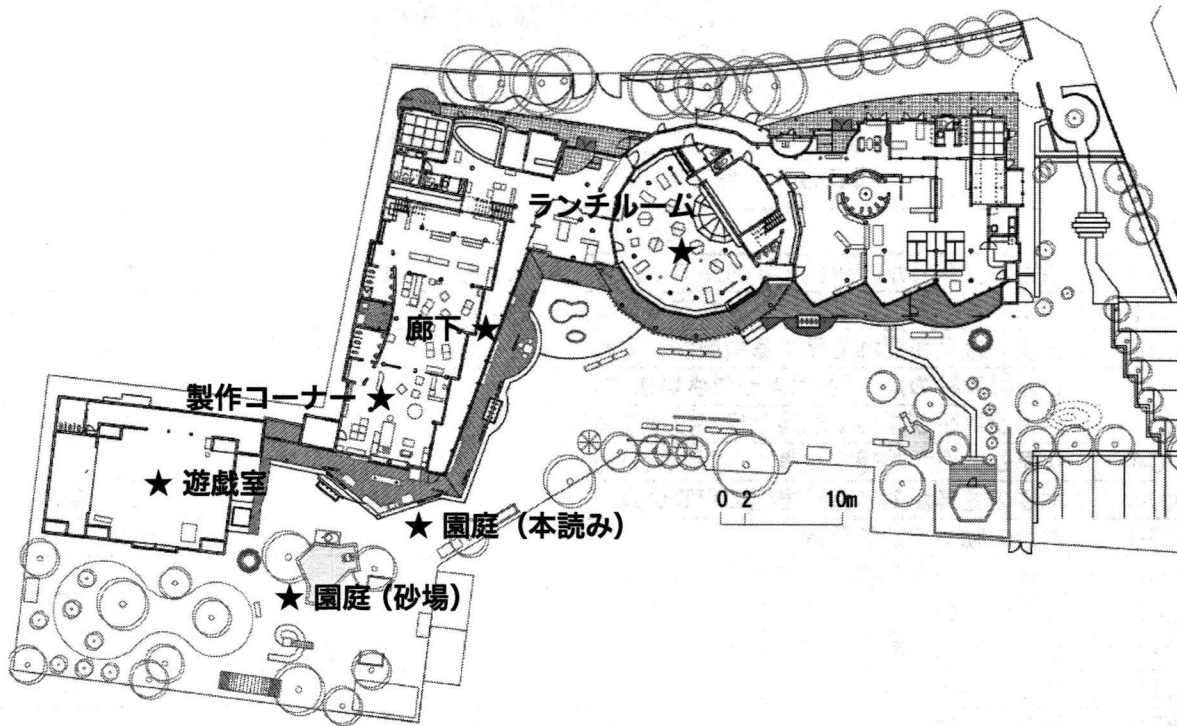 ランチルーム
★
廊下 ★
製作コーナー ★
★ 遊戯室
0 2 10m
★ 園庭（本読み）
★ 園庭（砂場）